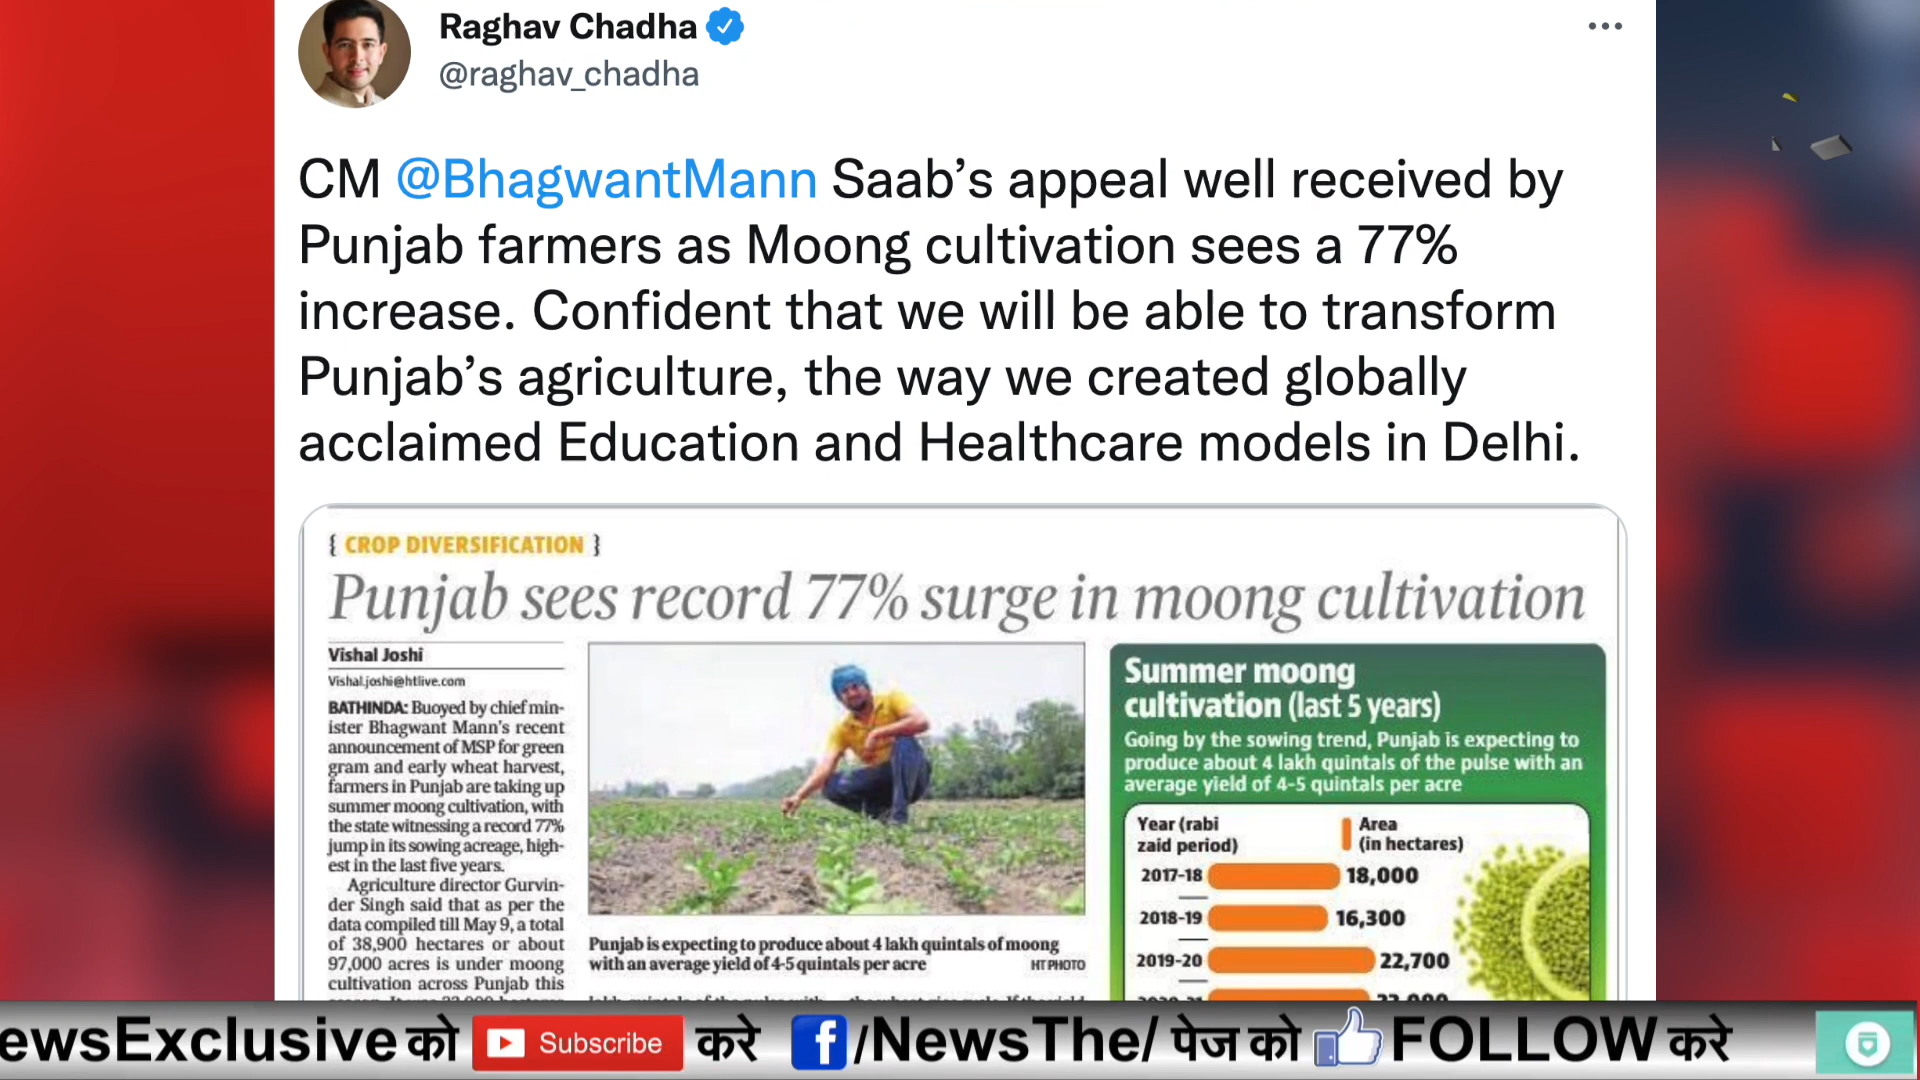 Raghav Chadha
@raghav_chadha
CM @BhagwantMann Saab’s appeal well received by
Punjab farmers as Moong cultivation sees a 77%
increase. Confident that we will be able to transform
Punjab’s agriculture, the way we created globally
acclaimed Education and Healthcare models in Delhi.
{ CROP DIVERSIFICATION }
Punjab sees record 77% surge in moong cultivation
Vishal Joshi
Vishal.joshi@htlive.com
BATHINDA: Buoyed by chief min-
ister Bhagwant Mann's recent
announcement of MSP for green
gram and early wheat harvest,
farmers in Punjab are taking up
summer moong cultivation, with
the state witnessing a record 77%
jump in its sowing acreage, high-
est in the last five years.
Agriculture director Gurvin-
der Singh said that as per the
data compiled till May 9, a total
of 38,900 hectares or about
97,000 acres is under moong
cultivation across Punjab this
Punjab is expecting to produce about 4 lakh quintals of moong
with an average yield of 4-5 quintals per acre
HT PHOTO
Summer moong
cultivation (last 5 years)
Going by the sowing trend, Punjab is expecting to
produce about 4 lakh quintals of the pulse with an
average yield of 4-5 quintals per acre
Year (rabi
zaid period)
Area
(in hectares)
2017-18 18,000
2018-19 16,300
2019-20 22,700
ewsExclusive को Subscribe करे f/NewsThe/ पेज को FOLLOW करे